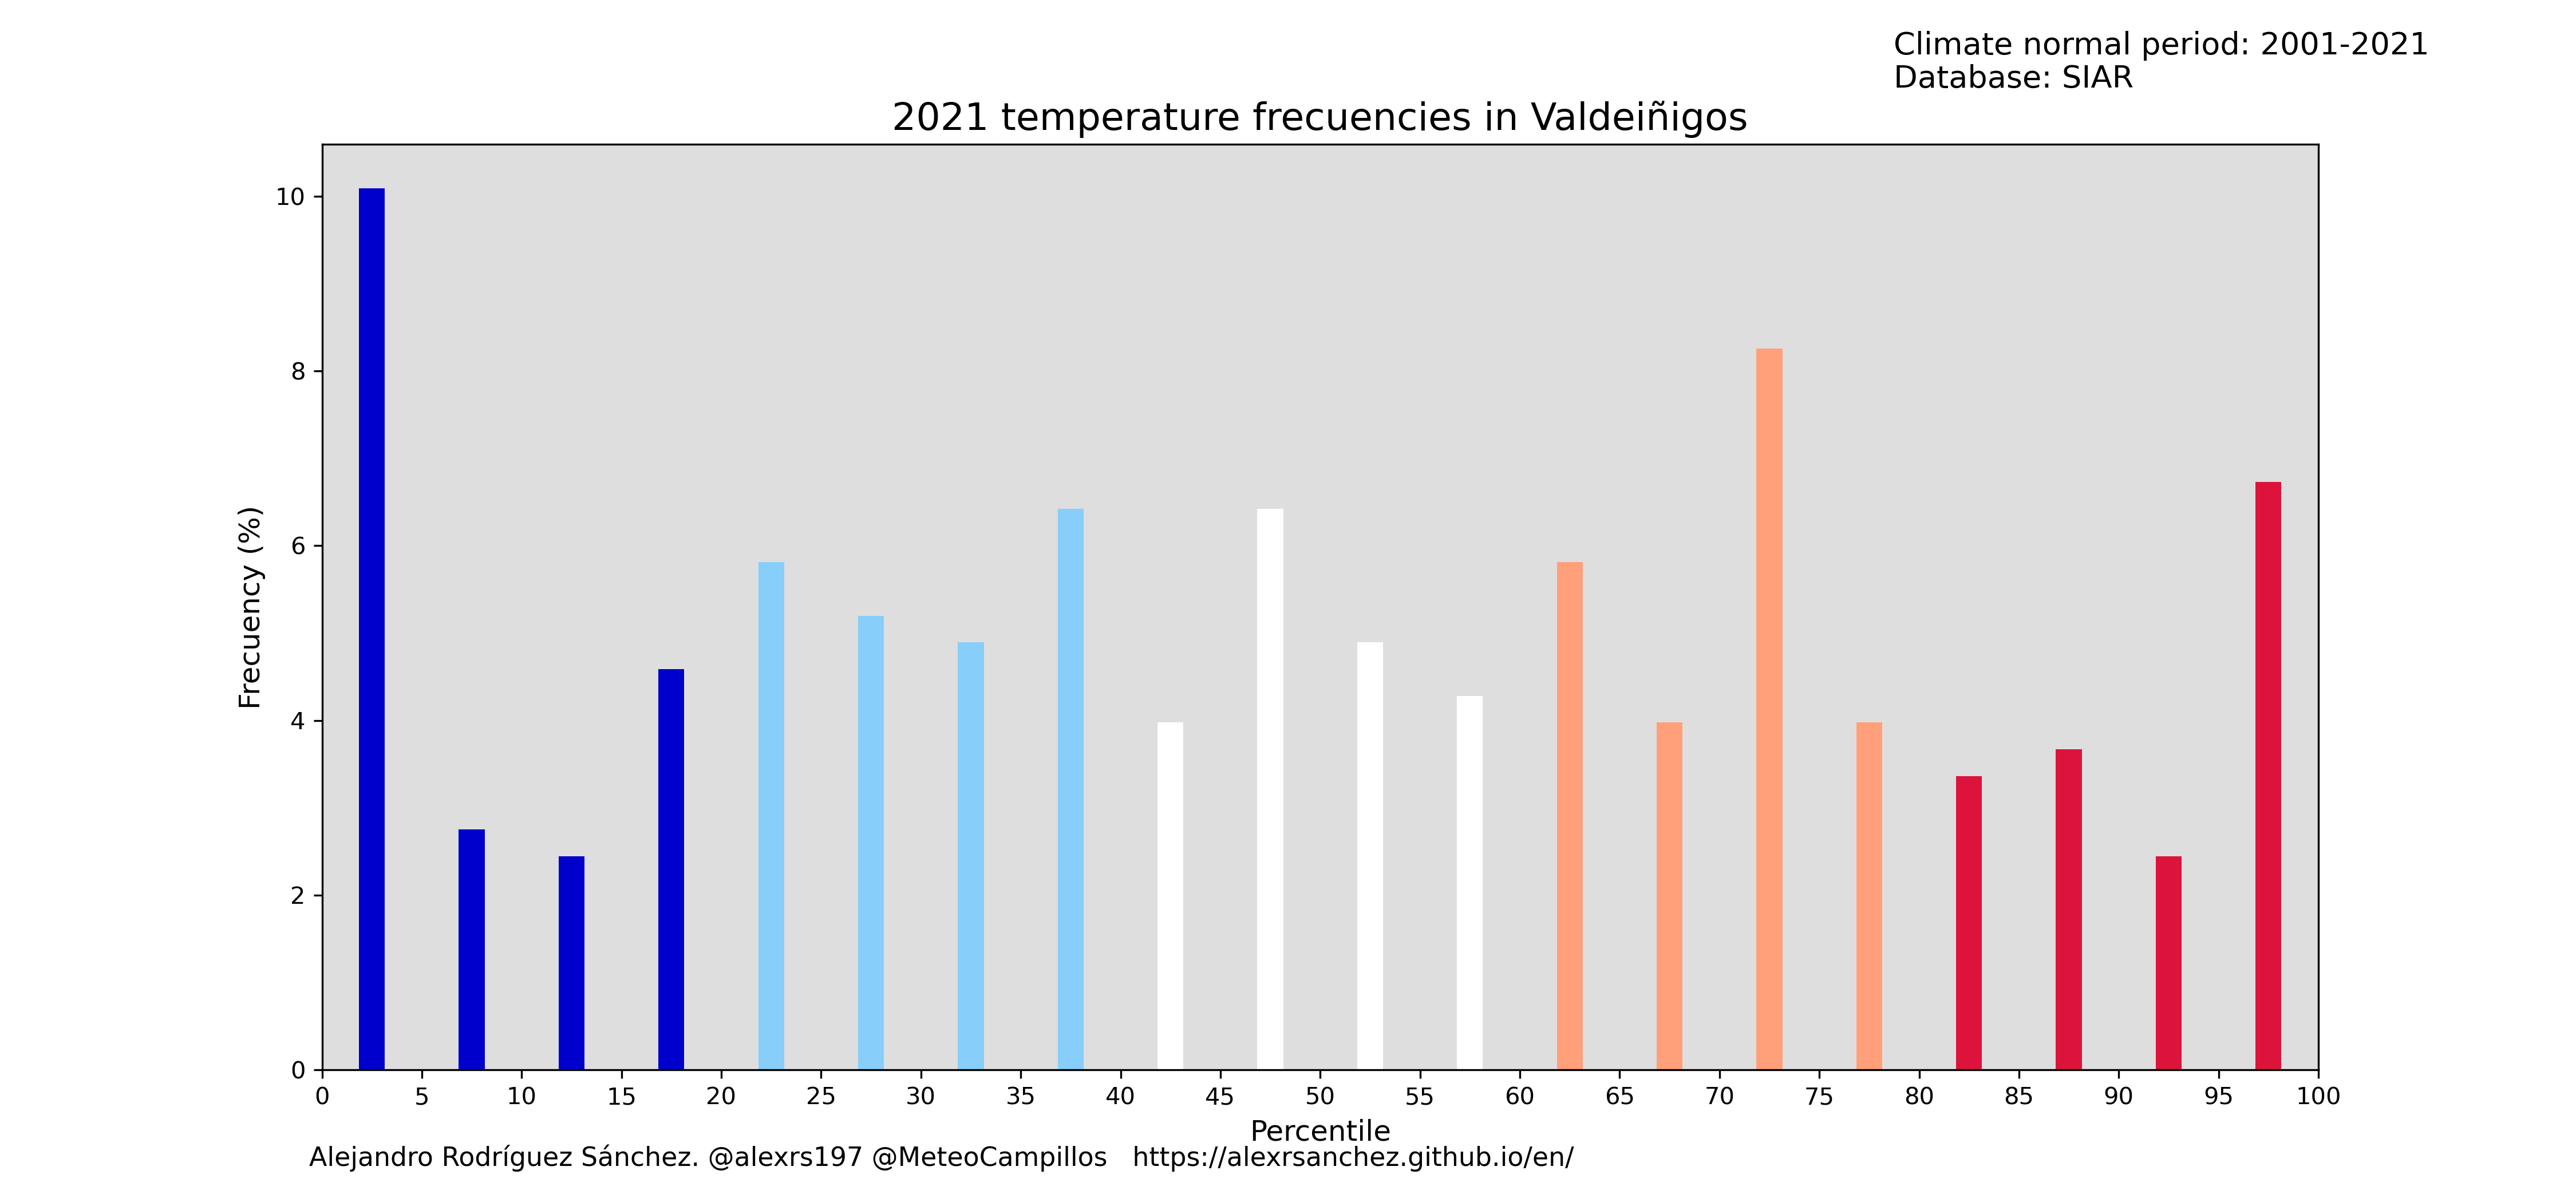 Climate normal period: 2001-2021
Database: SIAR
2021 temperature frecuencies in Valdeiñigos
Frecuency (%)
10
8
6
4
2
0
0 5 10 15 20 25 30 35 40 45 50 55 60 65 70 75 80 85 90 95 100
Percentile
Alejandro Rodríguez Sánchez. @alexrs197 @MeteoCampillos https://alexrsanchez.github.io/en/